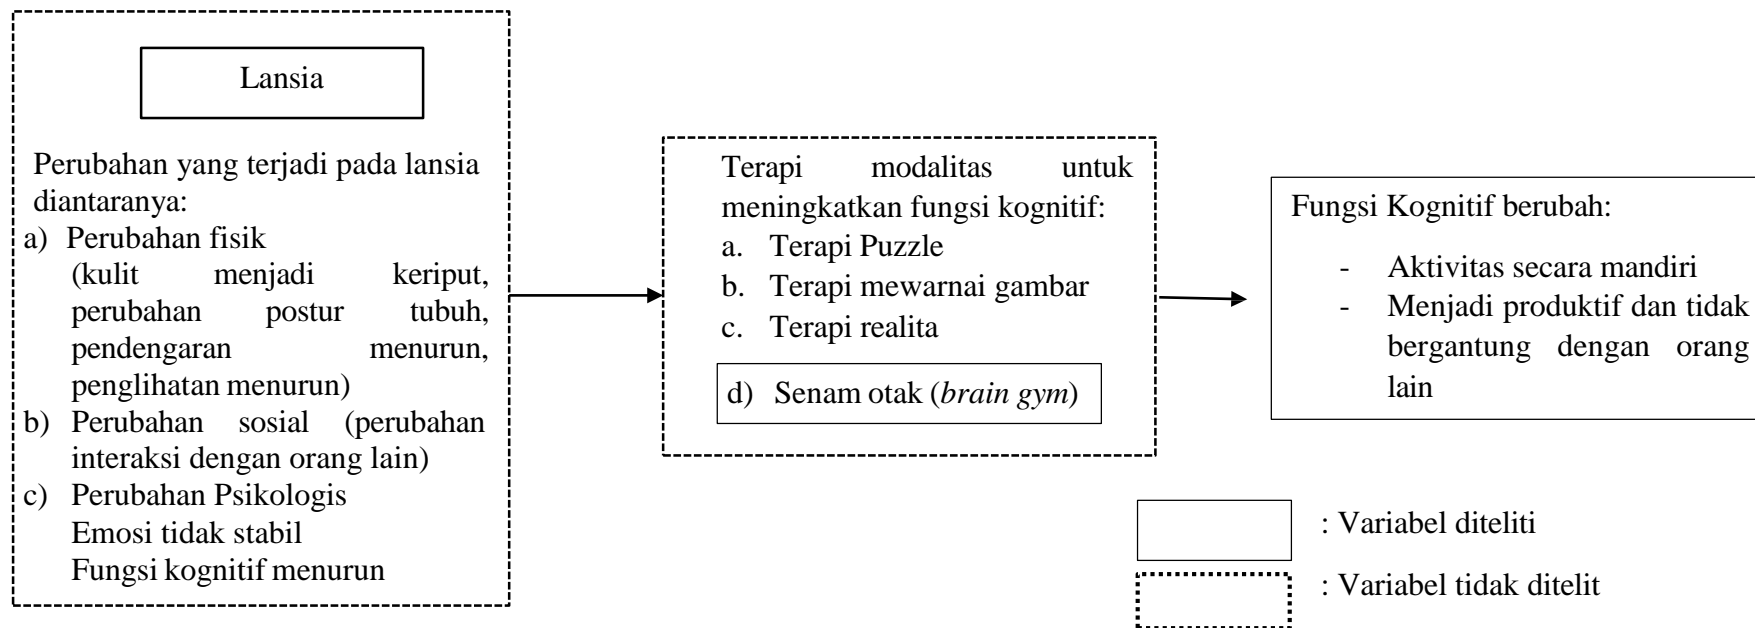 Lansia
Perubahan yang terjadi pada lansia
diantaranya:
a) Perubahan fisik
(kulit menjadi keriput,
perubahan postur tubuh,
pendengaran menurun,
penglihatan menurun)
b) Perubahan sosial (perubahan
interaksi dengan orang lain)
c) Perubahan Psikologis
Emosi tidak stabil
Fungsi kognitif menurun
Terapi modalitas untuk
meningkatkan fungsi kognitif:
a. Terapi Puzzle
b. Terapi mewarnai gambar
c. Terapi realita
d) Senam otak (brain gym)
Fungsi Kognitif berubah:
- Aktivitas secara mandiri
- Menjadi produktif dan tidak
bergantung dengan orang
lain
: Variabel diteliti
: Variabel tidak ditelit